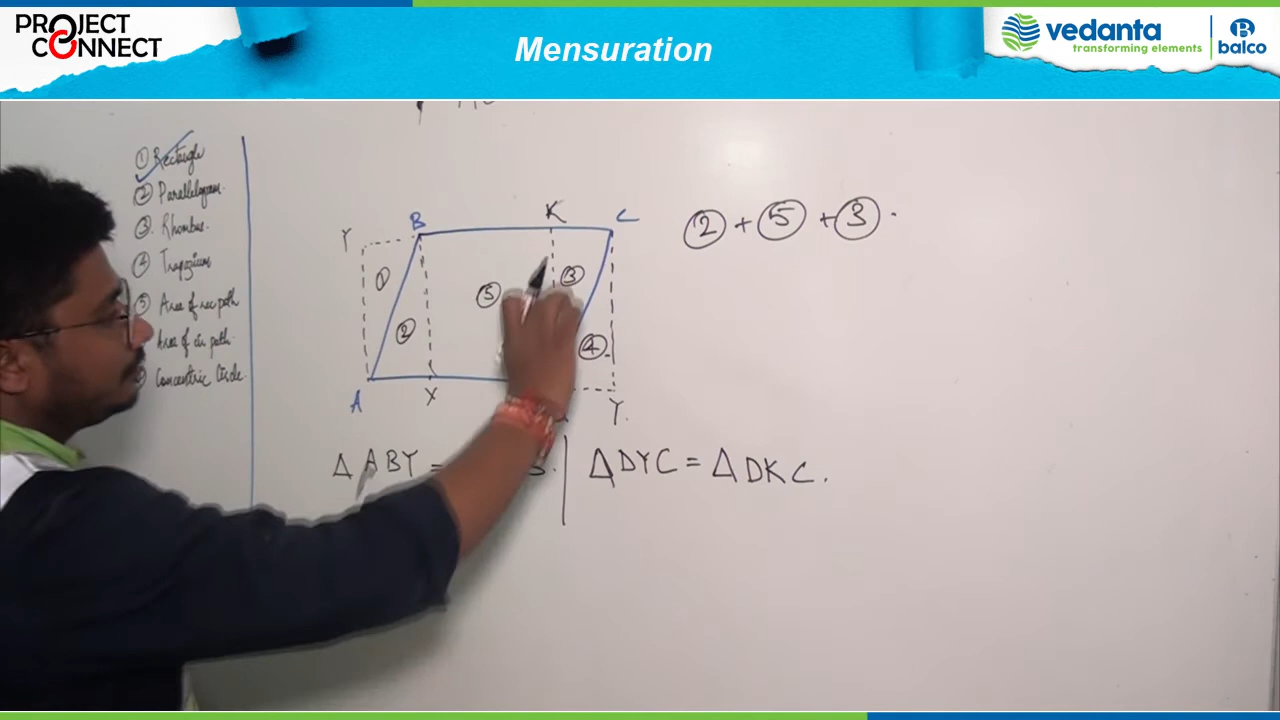 PROJECT
CONNECT
Mensuration
vedanta
transforming elements
balco
① Rectangle
② Parallelogram.
③ Rhombus
④ Trapezium
⑤ Area of rec path
Area of cir path.
Concentric Circle
Y B K C
① ② ⑤ ③ ④
A X Y.
② + ⑤ + ③.
Δ ABY =
Δ DYC = Δ DKC.